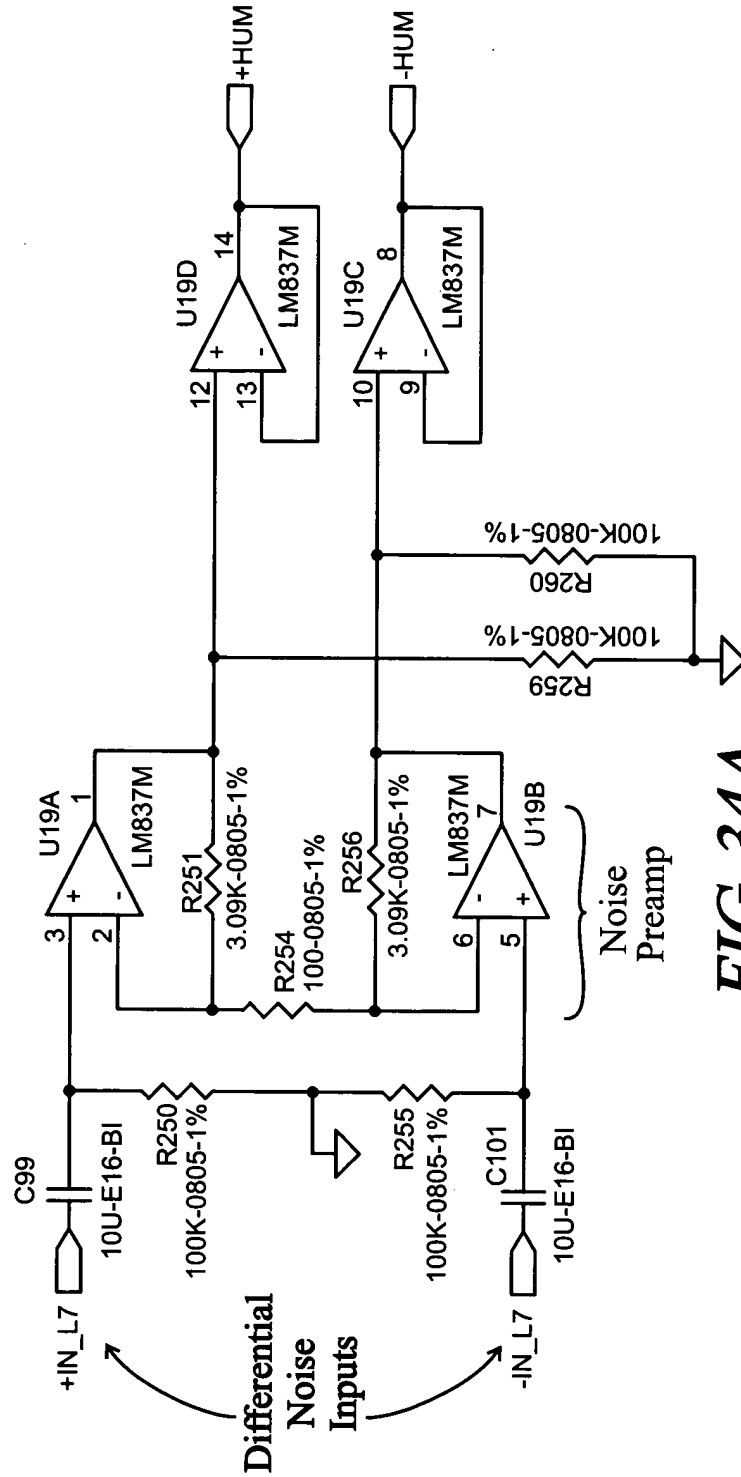 +IN_L7
C99
10U-E16-BI
R250
100K-0805-1%
R255
100K-0805-1%
C101
10U-E16-BI
-IN_L7
Differential
Noise
Inputs
U19A
3
2
1
+
-
LM837M
R251
3.09K-0805-1%
R254
100-0805-1%
R256
3.09K-0805-1%
LM837M
6
5
7
-
+
U19B
Noise
Preamp
R259
100K-0805-1%
R260
100K-0805-1%
U19D
12
13
14
+
-
LM837M
+HUM
U19C
10
9
8
+
-
LM837M
-HUM
FIG.34A